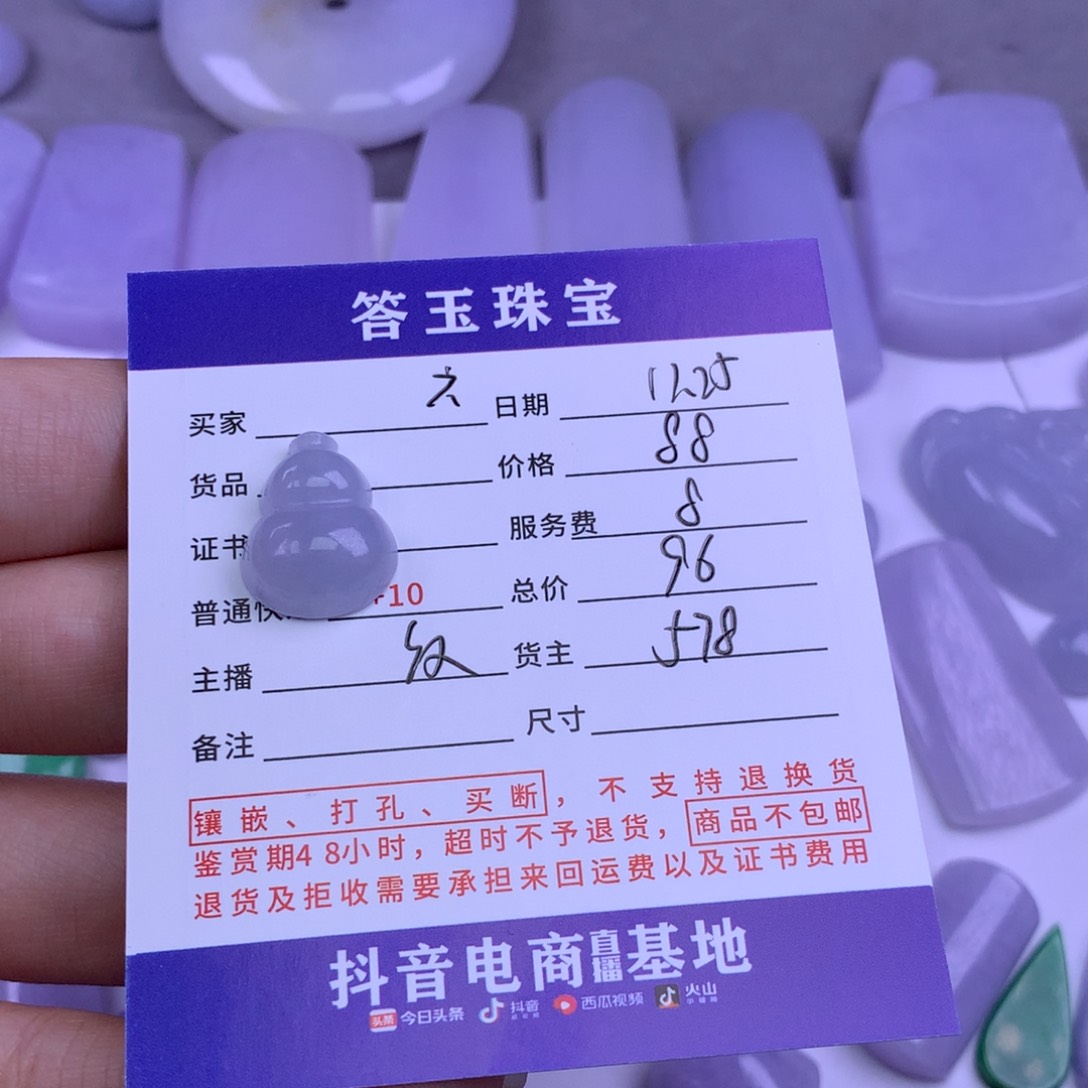 答玉珠宝
买家 六 日期 11.25
货品 价格 88
证书 服务费 8
普通快 +10 总价 96
主播 货主 578
备注 尺寸
镶嵌、打孔、买断，不支持退换货
鉴赏期48小时，超时不予退货，商品不包邮
退货及拒收需要承担来回运费以及证书费用
抖音电商直播基地
头条 今日头条 抖音 西瓜视频 火山